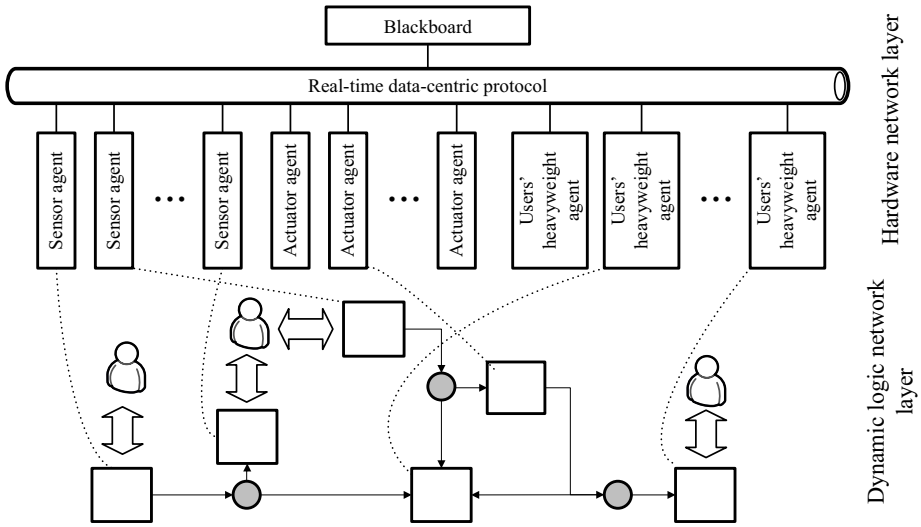 Blackboard
Real-time data-centric protocol
Sensor agent
Sensor agent
...
Sensor agent
Actuator agent
Actuator agent
...
Actuator agent
Users'
heavyweight
agent
Users'
heavyweight
agent
...
Users'
heavyweight
agent
Hardware network layer
Dynamic logic network
layer